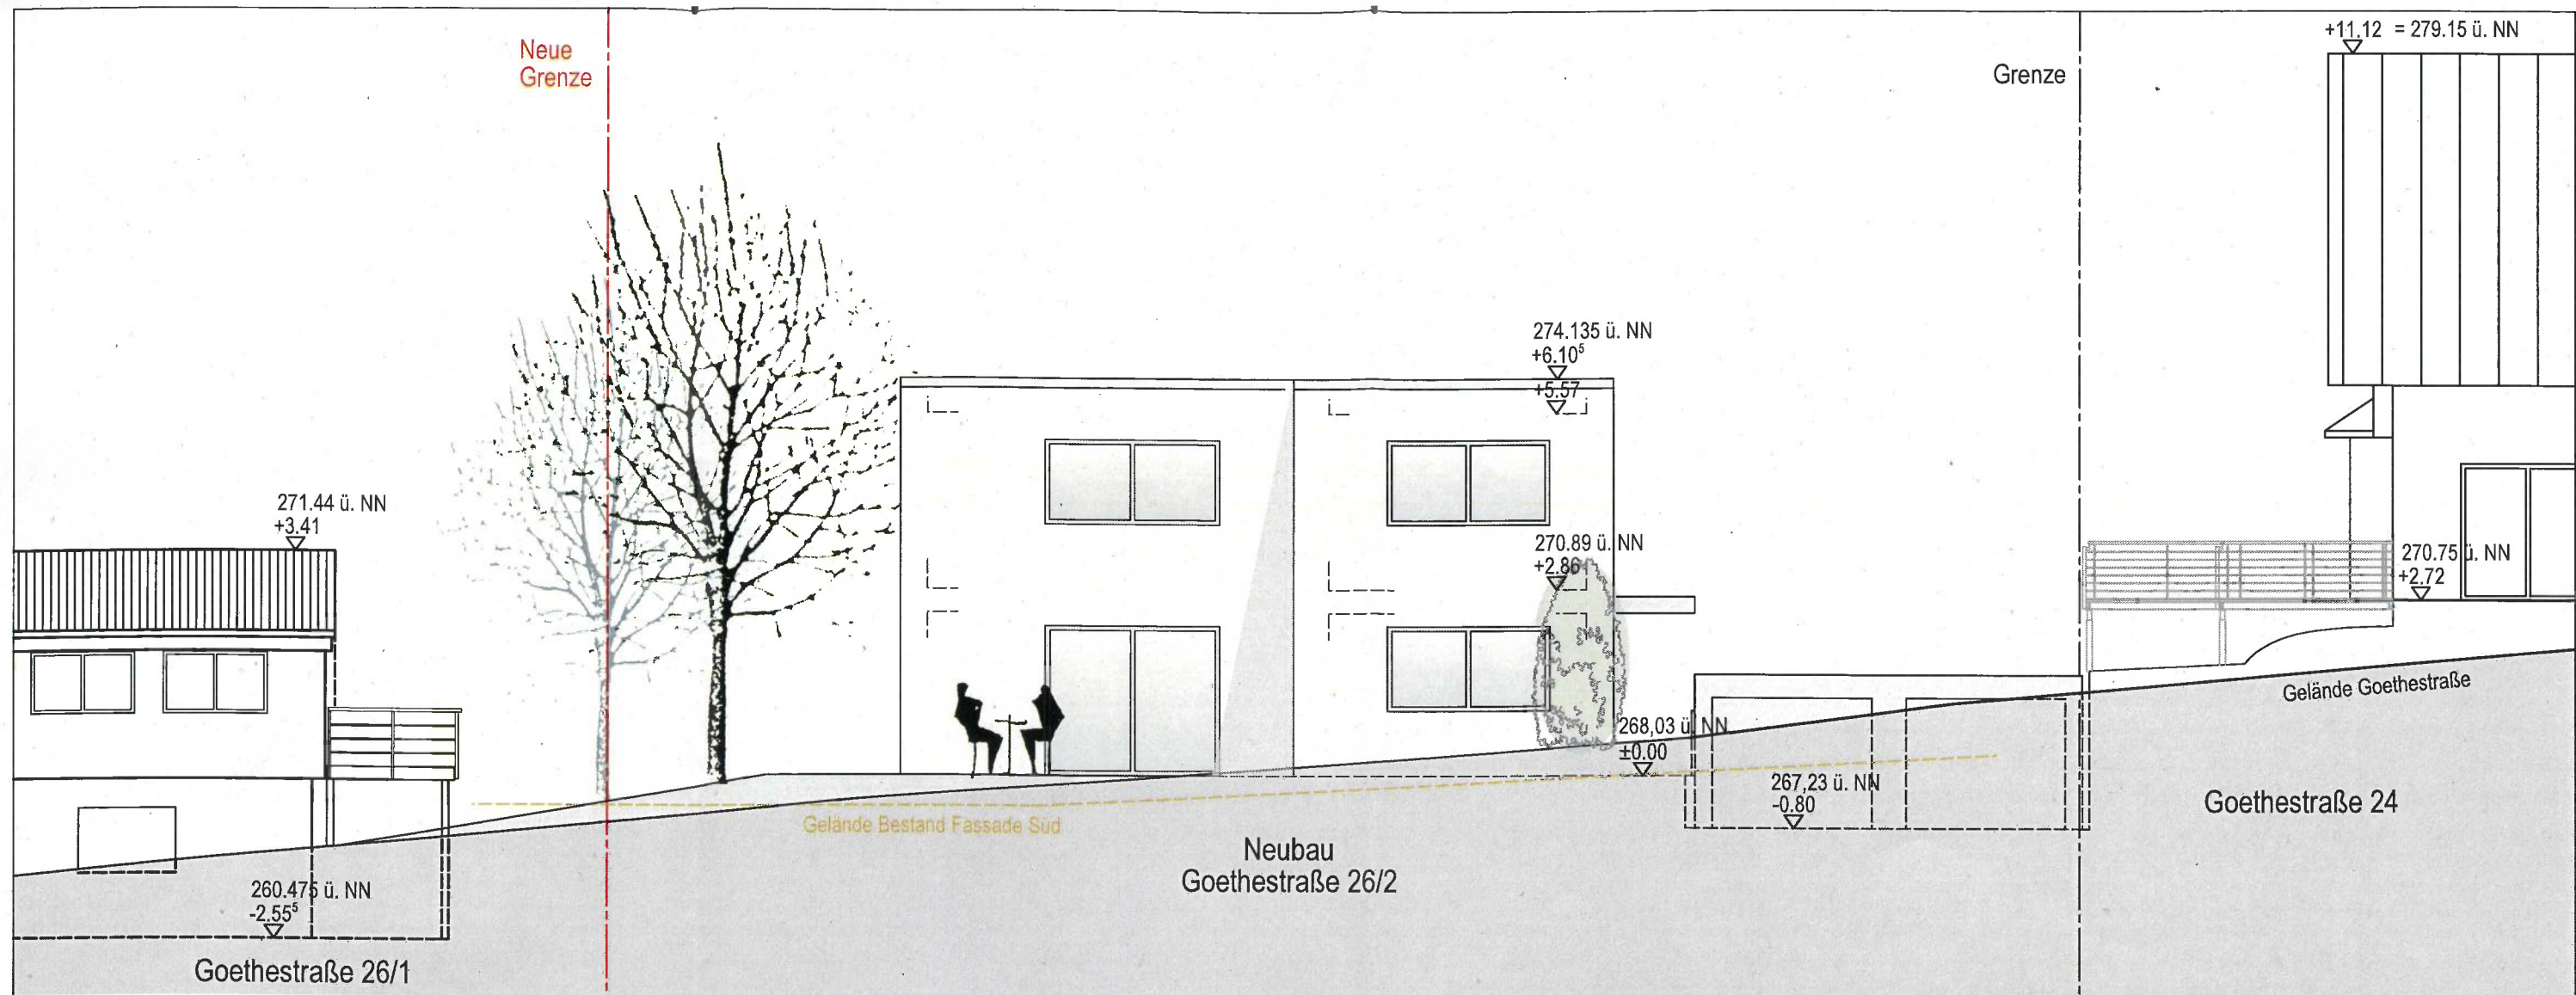 Neue
Grenze
Grenze
+11.12 = 279.15 ü. NN
274.135 ü. NN
+6.10⁵
+5.57
271.44 ü. NN
+3.41
270.89 ü. NN
+2.86
270.75 ü. NN
+2.72
Gelände Goethestraße
268,03 ü. NN
±0.00
267,23 ü. NN
-0.80
Goethestraße 24
Gelände Bestand Fassade Süd
Neubau
Goethestraße 26/2
260.475 ü. NN
-2.55⁵
Goethestraße 26/1